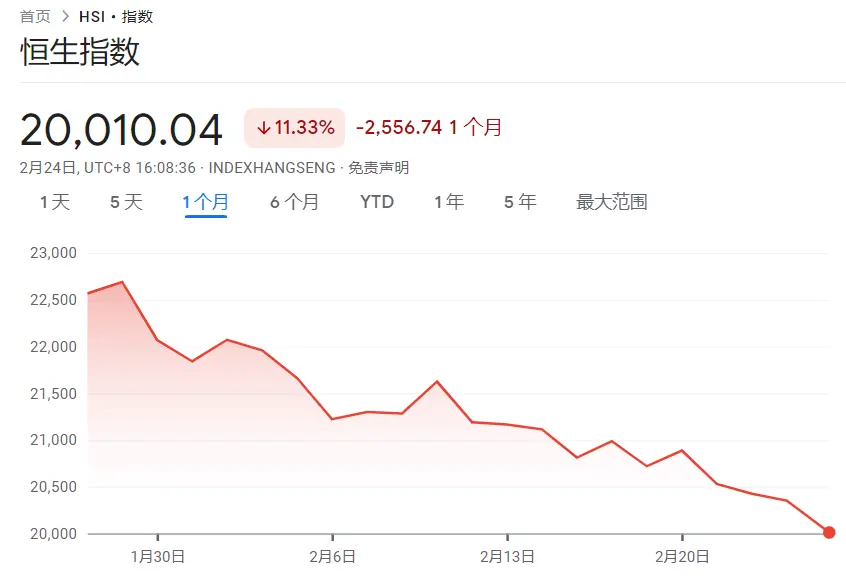 首页 > HSI • 指数
恒生指数
20,010.04 ↓11.33% -2,556.74 1 个月
2月24日, UTC+8 16:08:36 · INDEXHANGSENG · 免责声明
1 天 5 天 1 个月 6 个月 YTD 1 年 5 年 最大范围
23,000
22,500
22,000
21,500
21,000
20,500
20,000
1月30日 2月6日 2月13日 2月20日